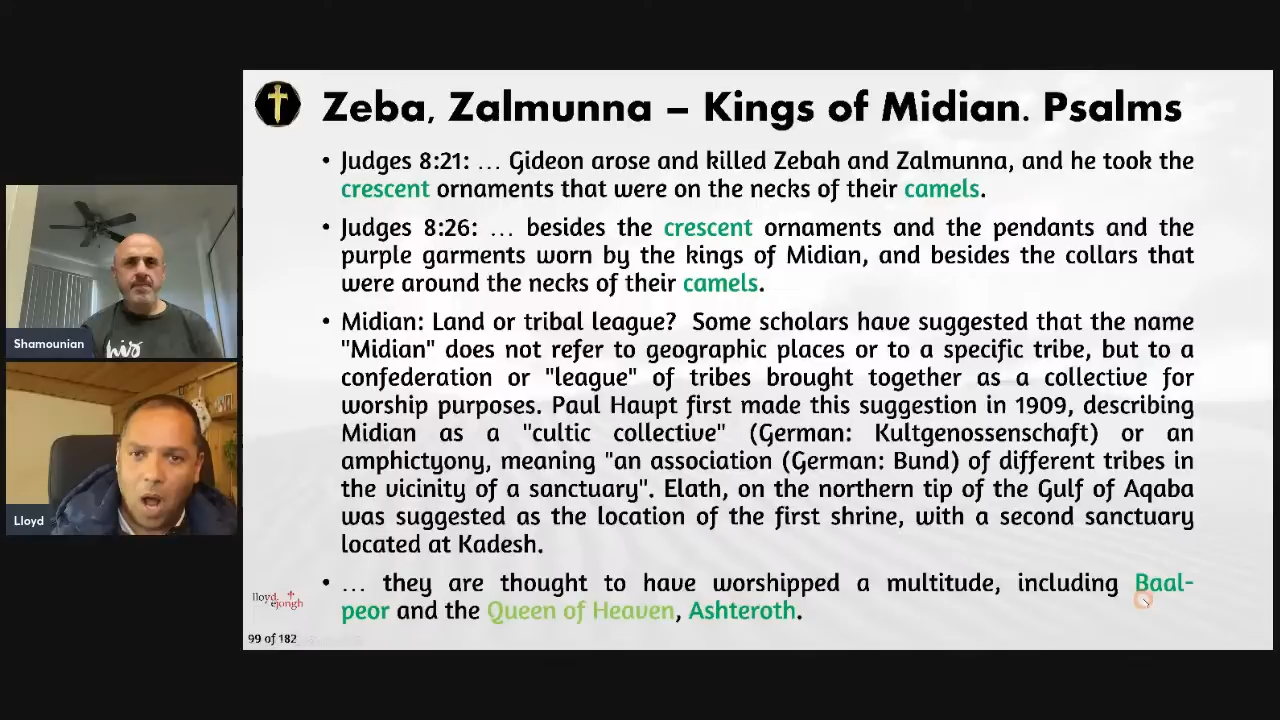 Zeba, Zalmunna – Kings of Midian. Psalms
• Judges 8:21: ... Gideon arose and killed Zebah and Zalmunna, and he took the
crescent ornaments that were on the necks of their camels.
• Judges 8:26: ... besides the crescent ornaments and the pendants and the
purple garments worn by the kings of Midian, and besides the collars that
were around the necks of their camels.
• Midian: Land or tribal league? Some scholars have suggested that the name
"Midian" does not refer to geographic places or to a specific tribe, but to a
confederation or "league" of tribes brought together as a collective for
worship purposes. Paul Haupt first made this suggestion in 1909, describing
Midian as a "cultic collective" (German: Kultgenossenschaft) or an
amphictyony, meaning "an association (German: Bund) of different tribes in
the vicinity of a sanctuary". Elath, on the northern tip of the Gulf of Aqaba
was suggested as the location of the first shrine, with a second sanctuary
located at Kadesh.
• ... they are thought to have worshipped a multitude, including Baal-
peor and the Queen of Heaven, Ashteroth.
lloyd
ejongh
99 of 182
Shamounian
his
Lloyd